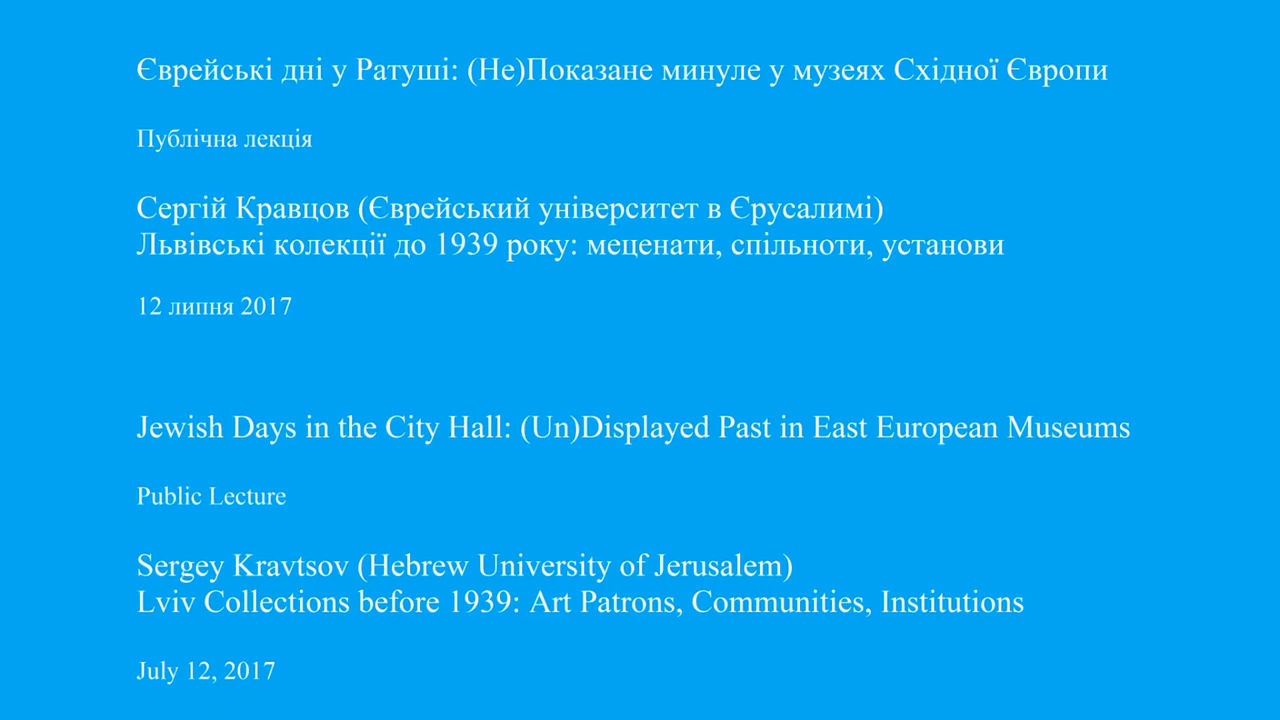 Єврейські дні у Ратуші: (Не)Показане минуле у музеях Східної Європи
Публічна лекція
Сергій Кравцов (Єврейський університет в Єрусалимі)
Львівські колекції до 1939 року: меценати, спільноти, установи
12 липня 2017
Jewish Days in the City Hall: (Un)Displayed Past in East European Museums
Public Lecture
Sergey Kravtsov (Hebrew University of Jerusalem)
Lviv Collections before 1939: Art Patrons, Communities, Institutions
July 12, 2017